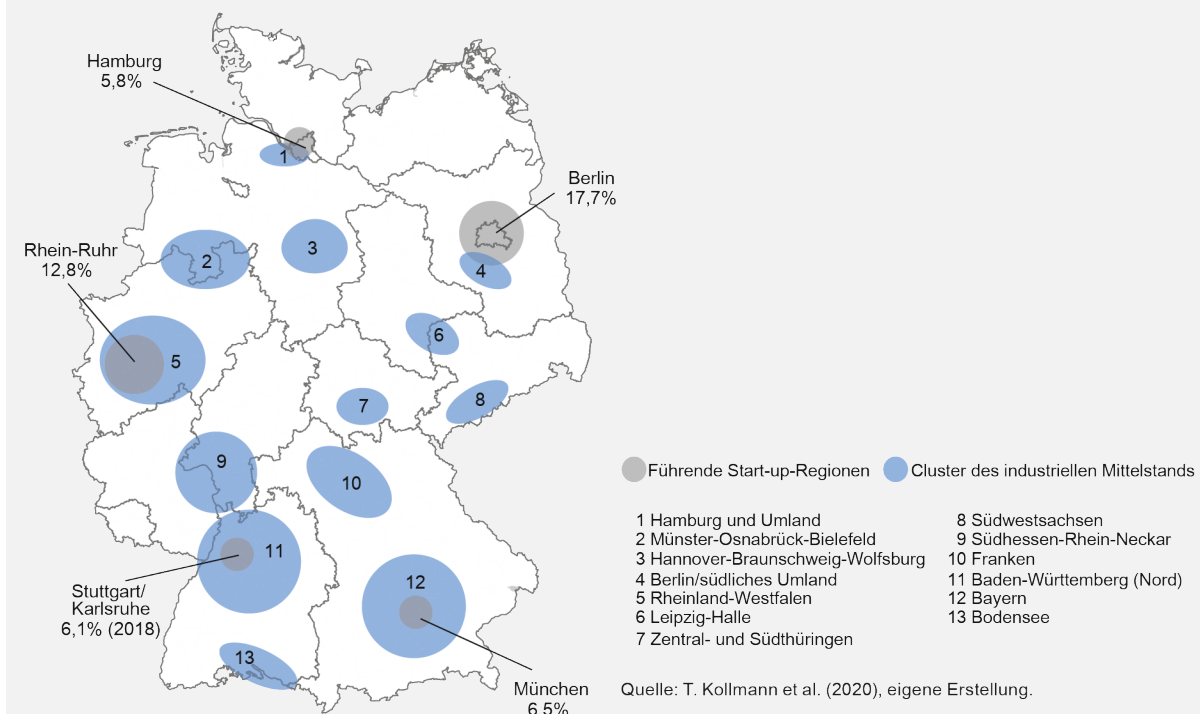 Hamburg
5,8%
1
Berlin
17,7%
Rhein-Ruhr
12,8%
2
3
4
5
6
7
8
9
10
11
12
13
Stuttgart/
Karlsruhe
6,1% (2018)
München
6,5%
Führende Start-up-Regionen
Cluster des industriellen Mittelstands
1 Hamburg und Umland
2 Münster-Osnabrück-Bielefeld
3 Hannover-Braunschweig-Wolfsburg
4 Berlin/südliches Umland
5 Rheinland-Westfalen
6 Leipzig-Halle
7 Zentral- und Südthüringen
8 Südwestsachsen
9 Südhessen-Rhein-Neckar
10 Franken
11 Baden-Württemberg (Nord)
12 Bayern
13 Bodensee
Quelle: T. Kollmann et al. (2020), eigene Erstellung.